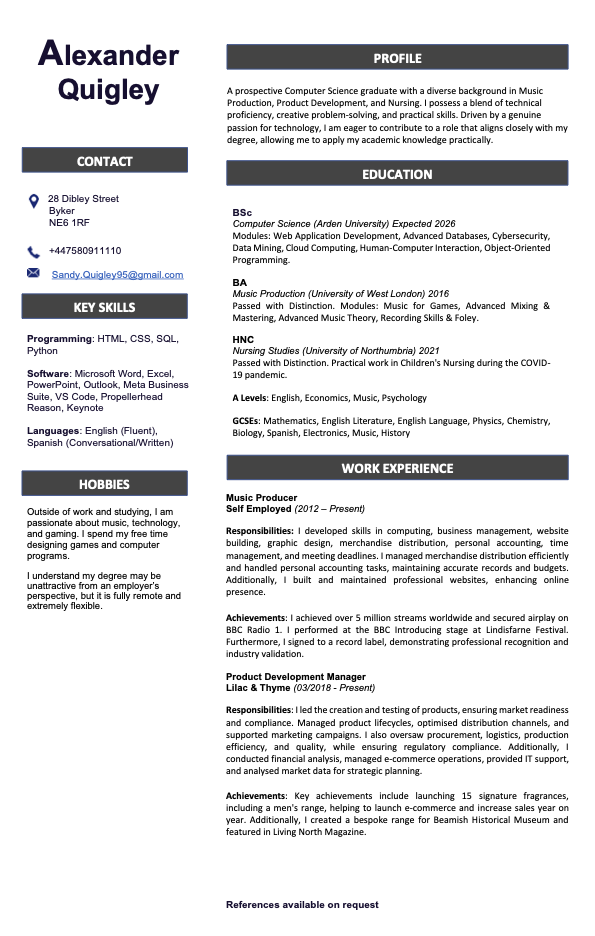 Alexander
Quigley
CONTACT
28 Dibley Street
Byker
NE6 1RF
+447580911110
Sandy.Quigley95@gmail.com
KEY SKILLS
Programming: HTML, CSS, SQL,
Python
Software: Microsoft Word, Excel,
PowerPoint, Outlook, Meta Business
Suite, VS Code, Propellerhead
Reason, Keynote
Languages: English (Fluent),
Spanish (Conversational/Written)
HOBBIES
Outside of work and studying, I am
passionate about music, technology,
and gaming. I spend my free time
designing games and computer
programs.
I understand my degree may be
unattractive from an employer's
perspective, but it is fully remote and
extremely flexible.
PROFILE
A prospective Computer Science graduate with a diverse background in Music
Production, Product Development, and Nursing. I possess a blend of technical
proficiency, creative problem-solving, and practical skills. Driven by a genuine
passion for technology, I am eager to contribute to a role that aligns closely with my
degree, allowing me to apply my academic knowledge practically.
EDUCATION
BSc
Computer Science (Arden University) Expected 2026
Modules: Web Application Development, Advanced Databases, Cybersecurity,
Data Mining, Cloud Computing, Human-Computer Interaction, Object-Oriented
Programming.
BA
Music Production (University of West London) 2016
Passed with Distinction. Modules: Music for Games, Advanced Mixing &
Mastering, Advanced Music Theory, Recording Skills & Foley.
HNC
Nursing Studies (University of Northumbria) 2021
Passed with Distinction. Practical work in Children's Nursing during the COVID-
19 pandemic.
A Levels: English, Economics, Music, Psychology
GCSEs: Mathematics, English Literature, English Language, Physics, Chemistry,
Biology, Spanish, Electronics, Music, History
WORK EXPERIENCE
Music Producer
Self Employed (2012 – Present)
Responsibilities: I developed skills in computing, business management, website
building, graphic design, merchandise distribution, personal accounting, time
management, and meeting deadlines. I managed merchandise distribution efficiently
and handled personal accounting tasks, maintaining accurate records and budgets.
Additionally, I built and maintained professional websites, enhancing online
presence.
Achievements: I achieved over 5 million streams worldwide and secured airplay on
BBC Radio 1. I performed at the BBC Introducing stage at Lindisfarne Festival.
Furthermore, I signed to a record label, demonstrating professional recognition and
industry validation.
Product Development Manager
Lilac & Thyme (03/2018 - Present)
Responsibilities: I led the creation and testing of products, ensuring market readiness
and compliance. Managed product lifecycles, optimised distribution channels, and
supported marketing campaigns. I also oversaw procurement, logistics, production
efficiency, and quality, while ensuring regulatory compliance. Additionally, I
conducted financial analysis, managed e-commerce operations, provided IT support,
and analysed market data for strategic planning.
Achievements: Key achievements include launching 15 signature fragrances,
including a men's range, helping to launch e-commerce and increase sales year on
year. Additionally, I created a bespoke range for Beamish Historical Museum and
featured in Living North Magazine.
References available on request